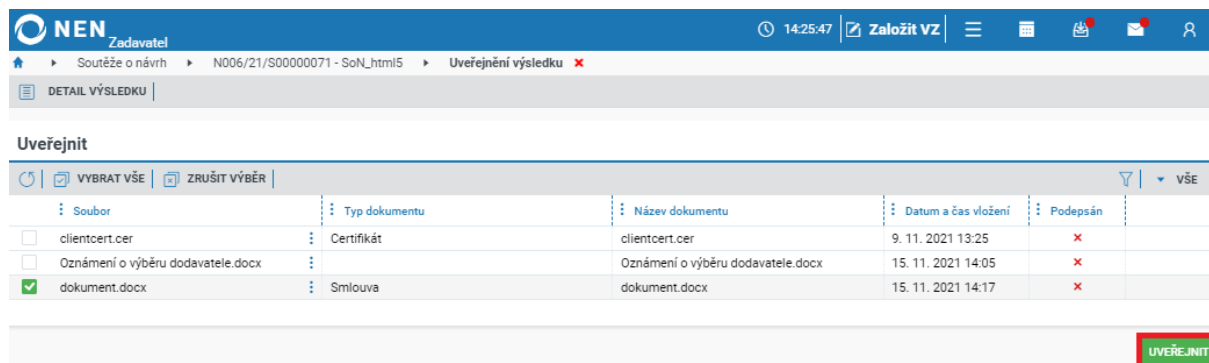 NEN Zadavatel 14:25:47 Založit VZ
Soutěže o návrh N006/21/S00000071 - SoN_html5 Uveřejnění výsledku
DETAIL VÝSLEDKU
Uveřejnit
VYBRAT VŠE ZRUŠIT VÝBĚR VŠE
Soubor Typ dokumentu Název dokumentu Datum a čas vložení Podepsán
clientcert.cer Certifikát clientcert.cer 9. 11. 2021 13:25
Oznámení o výběru dodavatele.docx Oznámení o výběru dodavatele.docx 15. 11. 2021 14:05
dokument.docx Smlouva dokument.docx 15. 11. 2021 14:17
UVEŘEJNIT